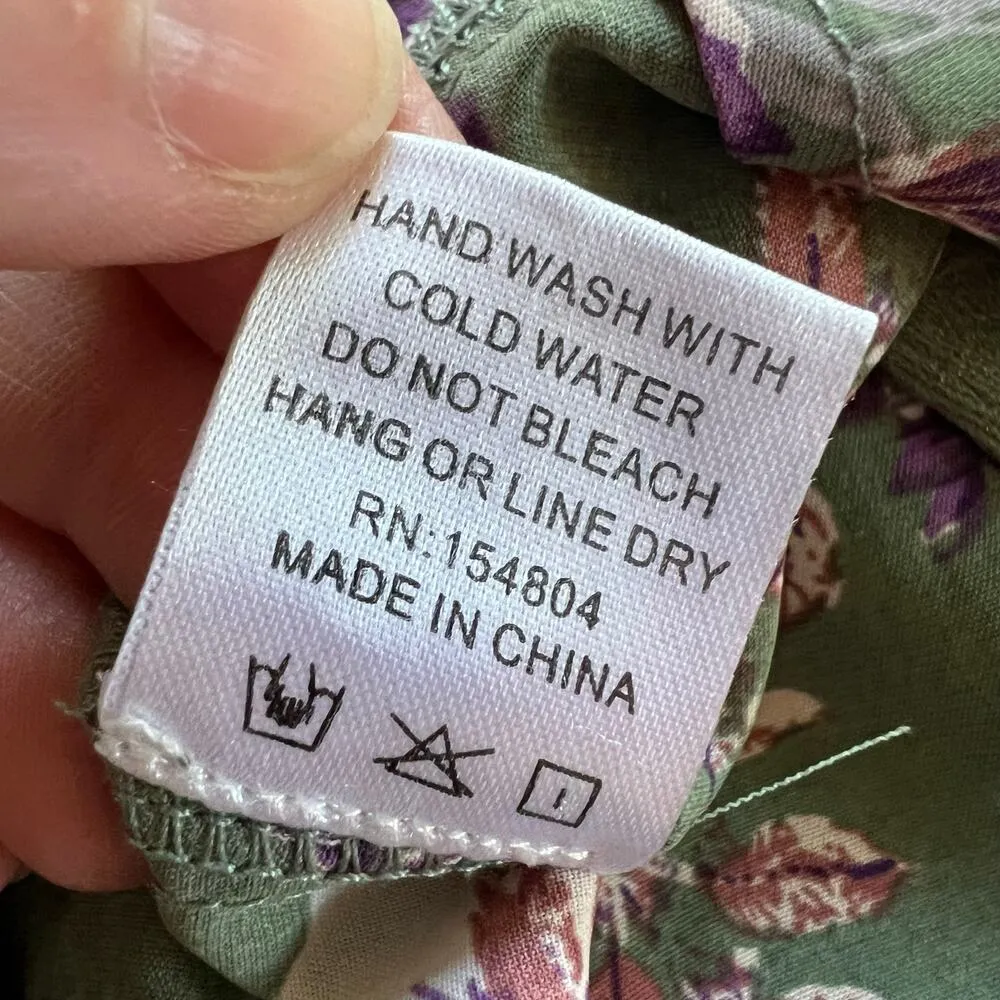 HAND WASH WITH
COLD WATER
DO NOT BLEACH
HANG OR LINE DRY
RN:154804
MADE IN CHINA